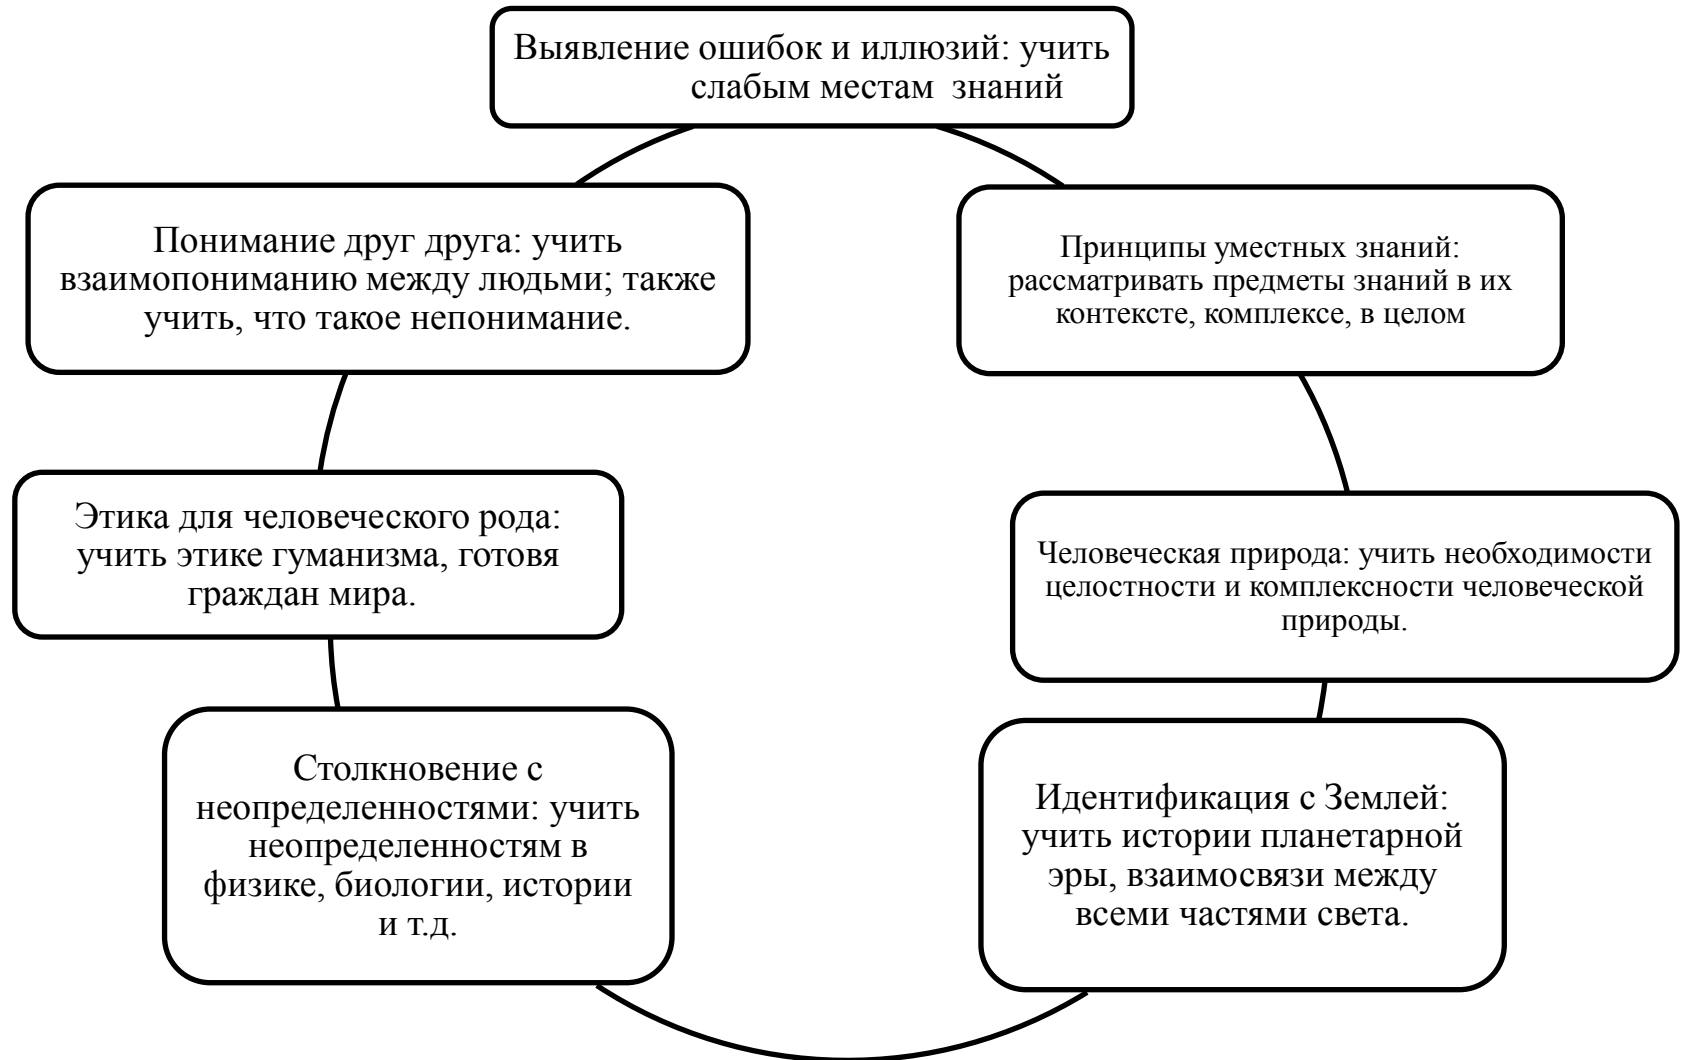 Выявление ошибок и иллюзий: учить
слабым местам знаний
Понимание друг друга: учить
взаимопониманию между людьми; также
учить, что такое непонимание.
Принципы уместных знаний:
рассматривать предметы знаний в их
контексте, комплексе, в целом
Этика для человеческого рода:
учить этике гуманизма, готовя
граждан мира.
Человеческая природа: учить необходимости
целостности и комплексности человеческой
природы.
Столкновение с
неопределенностями: учить
неопределенностям в
физике, биологии, истории
и т.д.
Идентификация с Землей:
учить истории планетарной
эры, взаимосвязи между
всеми частями света.